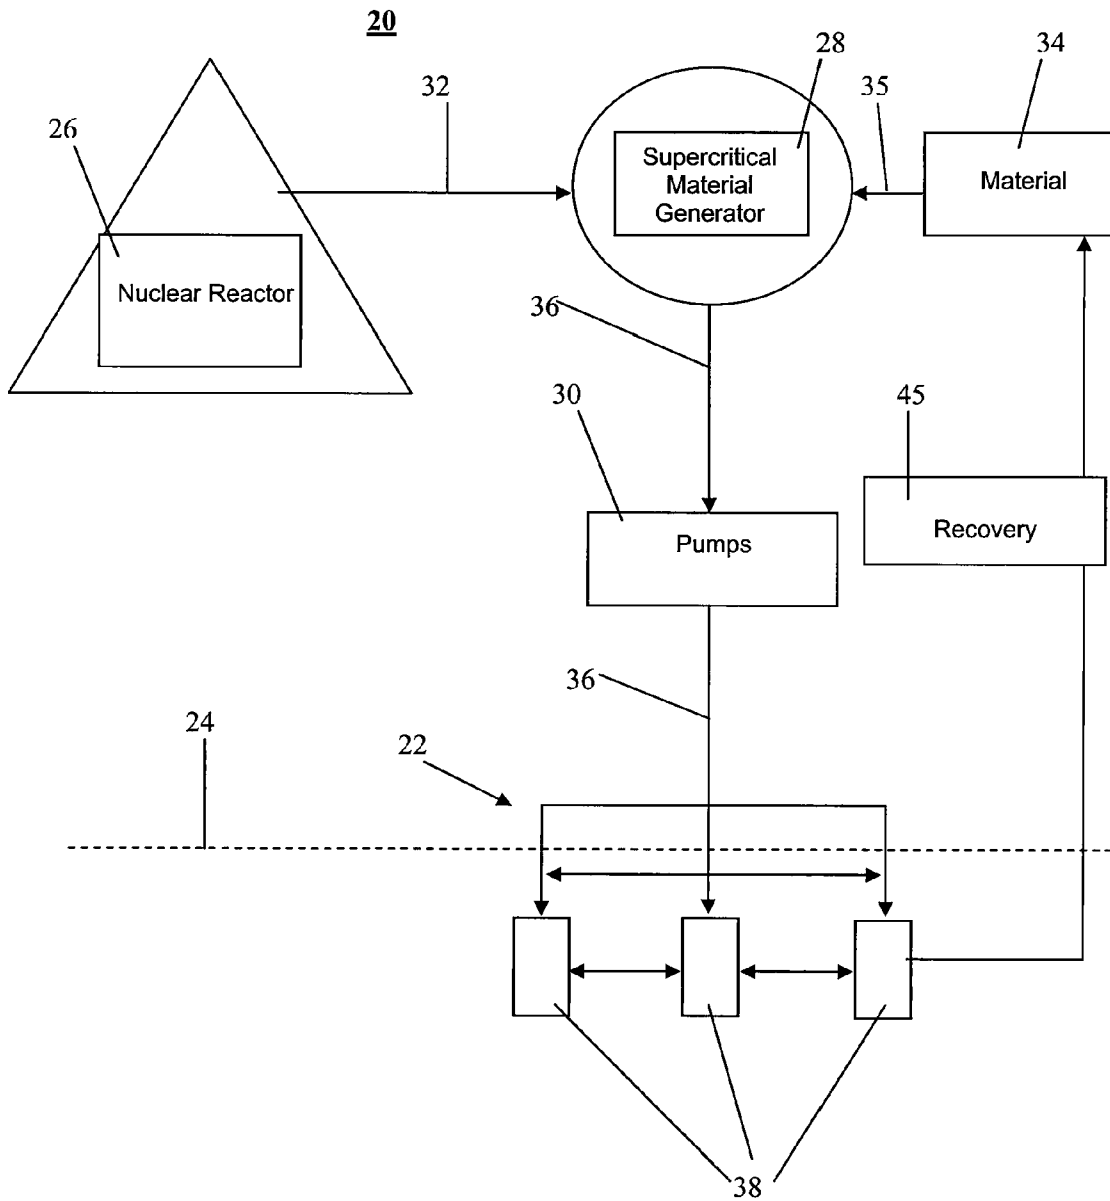 20
28
34
32
35
26
Supercritical
Material
Generator
Material
Nuclear Reactor
36
30
45
Pumps
Recovery
36
24
22
38